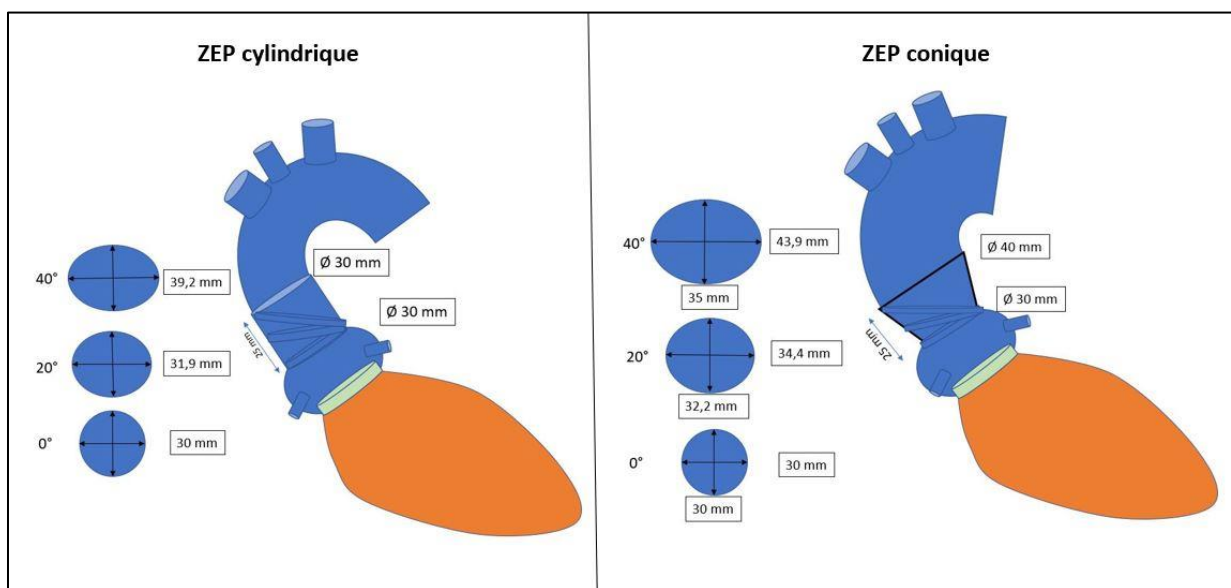 ZEP cylindrique
Ø 30 mm
40°
39,2 mm
Ø 30 mm
25 mm
20°
31,9 mm
0°
30 mm
ZEP conique
40°
43,9 mm
Ø 40 mm
35 mm
Ø 30 mm
25 mm
20°
34,4 mm
32,2 mm
0°
30 mm
30 mm